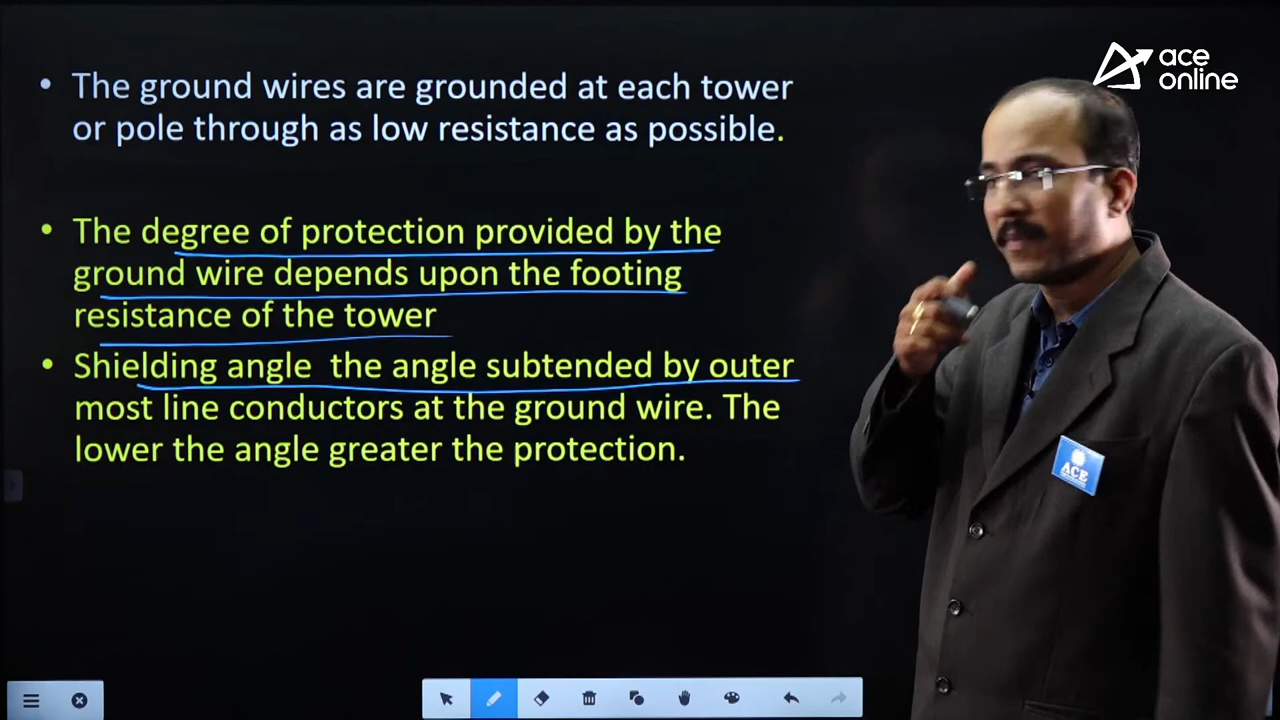 ace
online
• The ground wires are grounded at each tower
or pole through as low resistance as possible.
• The degree of protection provided by the
ground wire depends upon the footing
resistance of the tower
• Shielding angle the angle subtended by outer
most line conductors at the ground wire. The
lower the angle greater the protection.
ACE